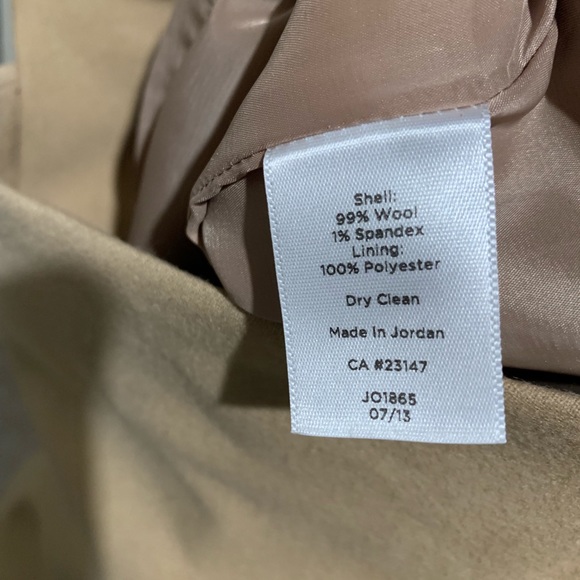 Shell:
99% Wool
1% Spandex
Lining:
100% Polyester
Dry Clean
Made In Jordan
CA #23147
JO1865
07/13